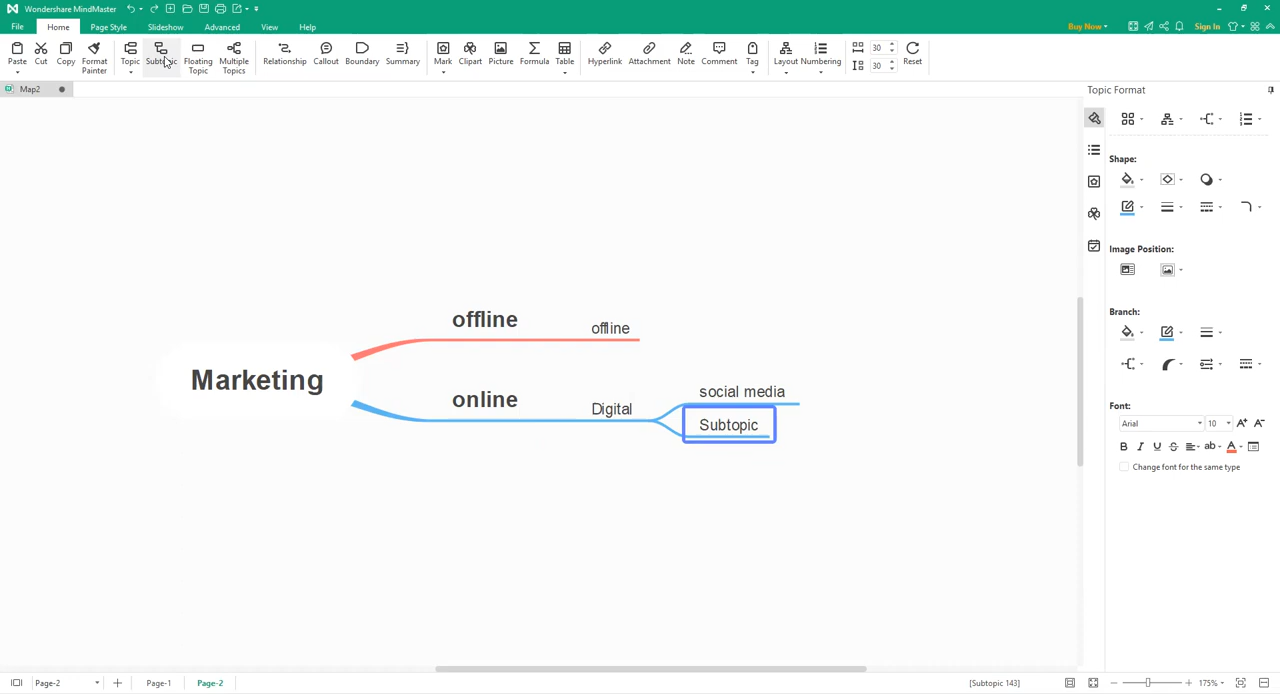 Wondershare MindMaster
File Home Page Style Slideshow Advanced View Help
Buy Now Sign In
Paste Cut Copy Format Painter Topic Subtopic Floating Topic Multiple Topics Relationship Callout Boundary Summary Mark Clipart Picture Formula Table Hyperlink Attachment Note Comment Tag Layout Numbering 30 30 Reset
Map2
Topic Format
Shape:
Image Position:
Branch:
Font:
Arial 10 A+ A-
B I U S ab A
Change font for the same type
offline
offline
Marketing
online
Digital
social media
Subtopic
Page-2 Page-1 Page-2 [Subtopic 143] 175%